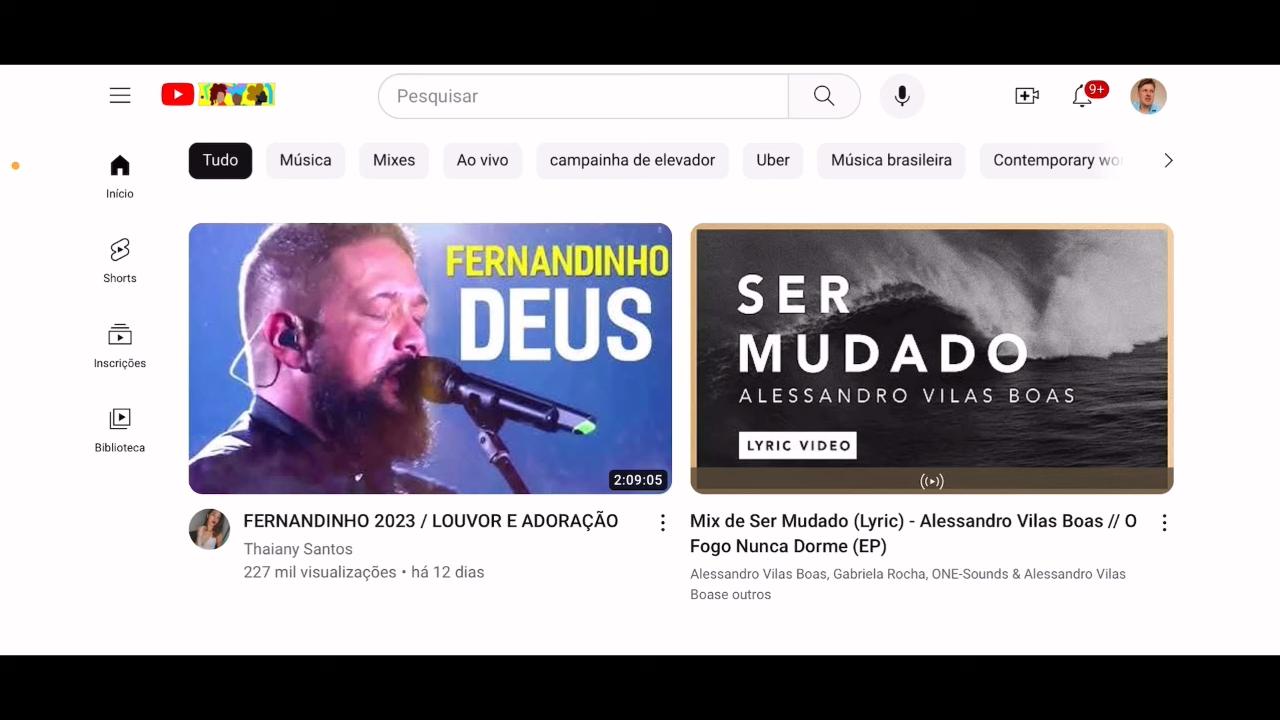 Pesquisar
9+
Tudo
Música
Mixes
Ao vivo
campainha de elevador
Uber
Música brasileira
Contemporary wo
Início
Shorts
Inscrições
Biblioteca
FERNANDINHO
DEUS
2:09:05
SER
MUDADO
ALESSANDRO VILAS BOAS
LYRIC VIDEO
FERNANDINHO 2023 / LOUVOR E ADORAÇÃO
Thaiany Santos
227 mil visualizações • há 12 dias
Mix de Ser Mudado (Lyric) - Alessandro Vilas Boas // O
Fogo Nunca Dorme (EP)
Alessandro Vilas Boas, Gabriela Rocha, ONE-Sounds & Alessandro Vilas
Boase outros